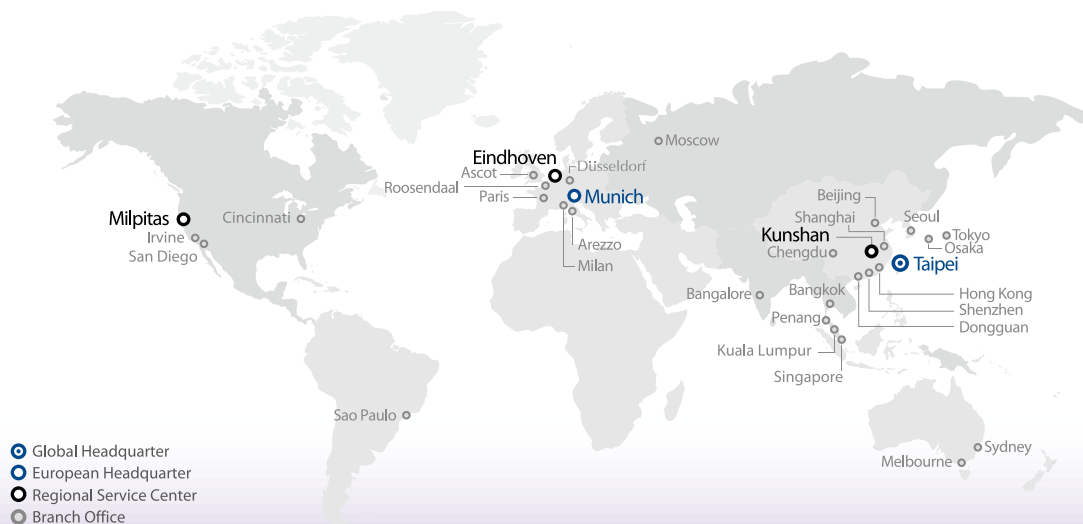 Moscow
Eindhoven
Düsseldorf
Ascot
Roosendaal
Paris
Munich
Arezzo
Milan
Milpitas
Cincinnati
Irvine
San Diego
Beijing
Shanghai
Seoul
Kunshan
Tokyo
Osaka
Chengdu
Taipei
Bangalore
Bangkok
Hong Kong
Penang
Shenzhen
Dongguan
Kuala Lumpur
Singapore
Sao Paulo
Sydney
Melbourne
Global Headquarter
European Headquarter
Regional Service Center
Branch Office